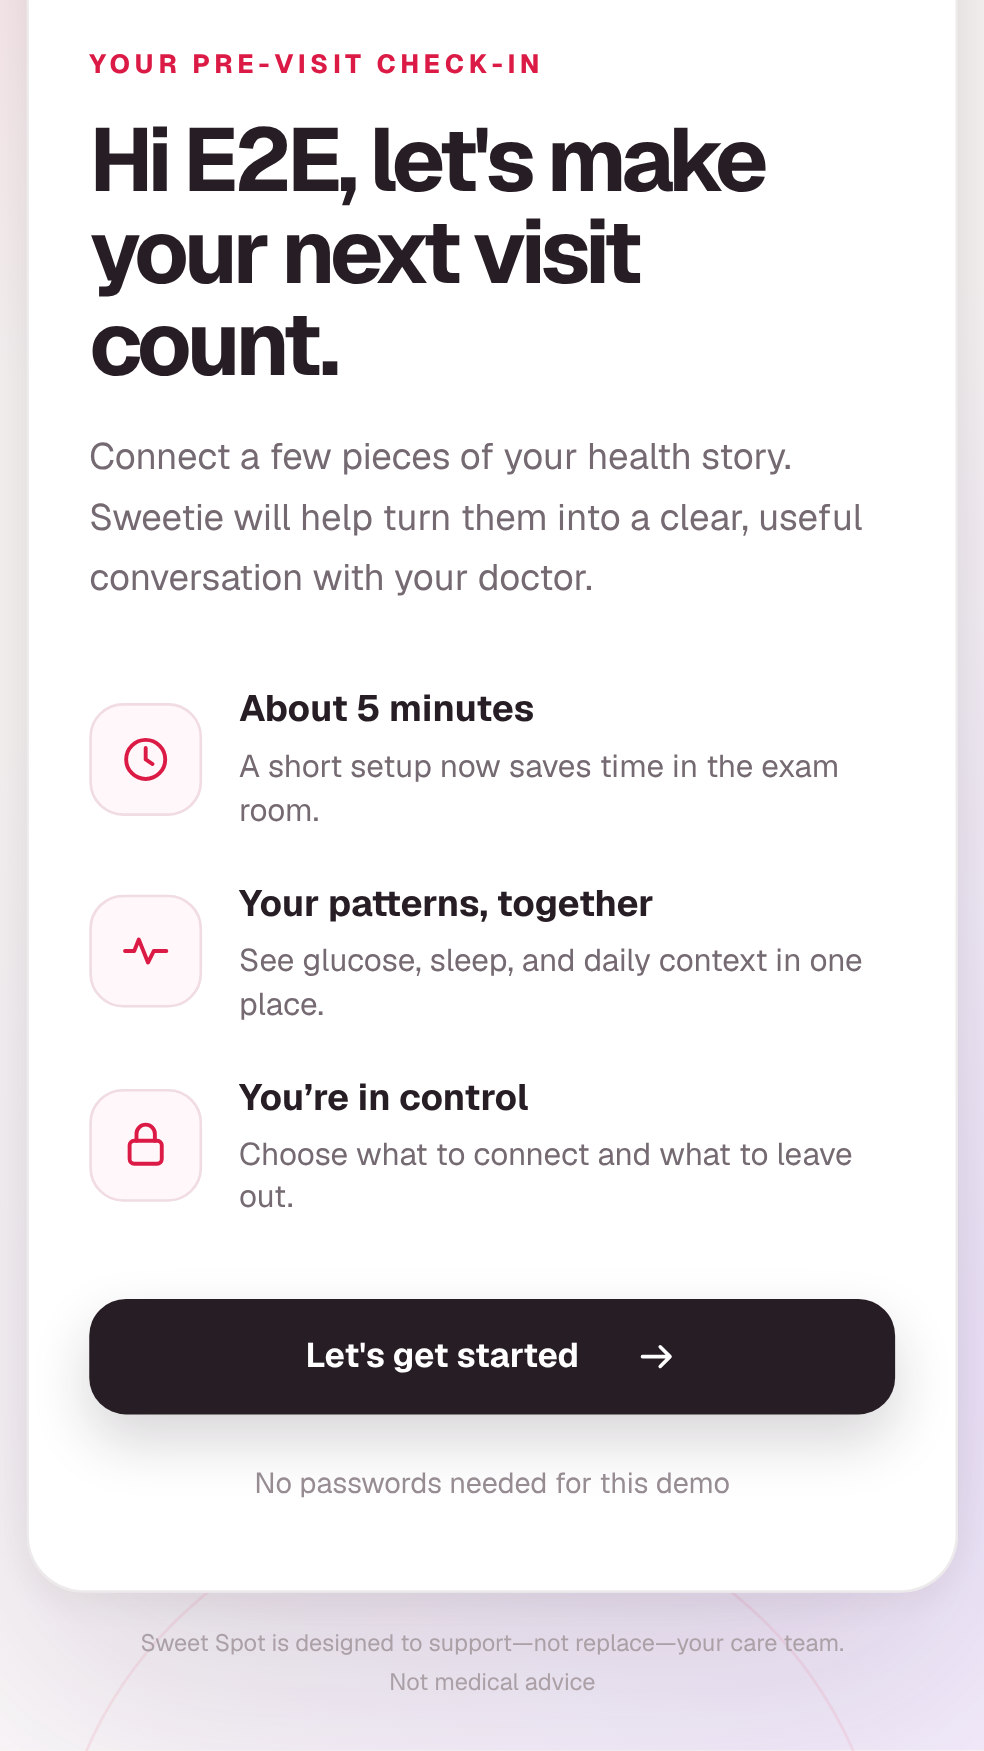 YOUR PRE-VISIT CHECK-IN
Hi E2E, let's make
your next visit
count.
Connect a few pieces of your health story.
Sweetie will help turn them into a clear, useful
conversation with your doctor.
About 5 minutes
A short setup now saves time in the exam
room.
Your patterns, together
See glucose, sleep, and daily context in one
place.
You’re in control
Choose what to connect and what to leave
out.
Let's get started →
No passwords needed for this demo
Sweet Spot is designed to support—not replace—your care team.
Not medical advice